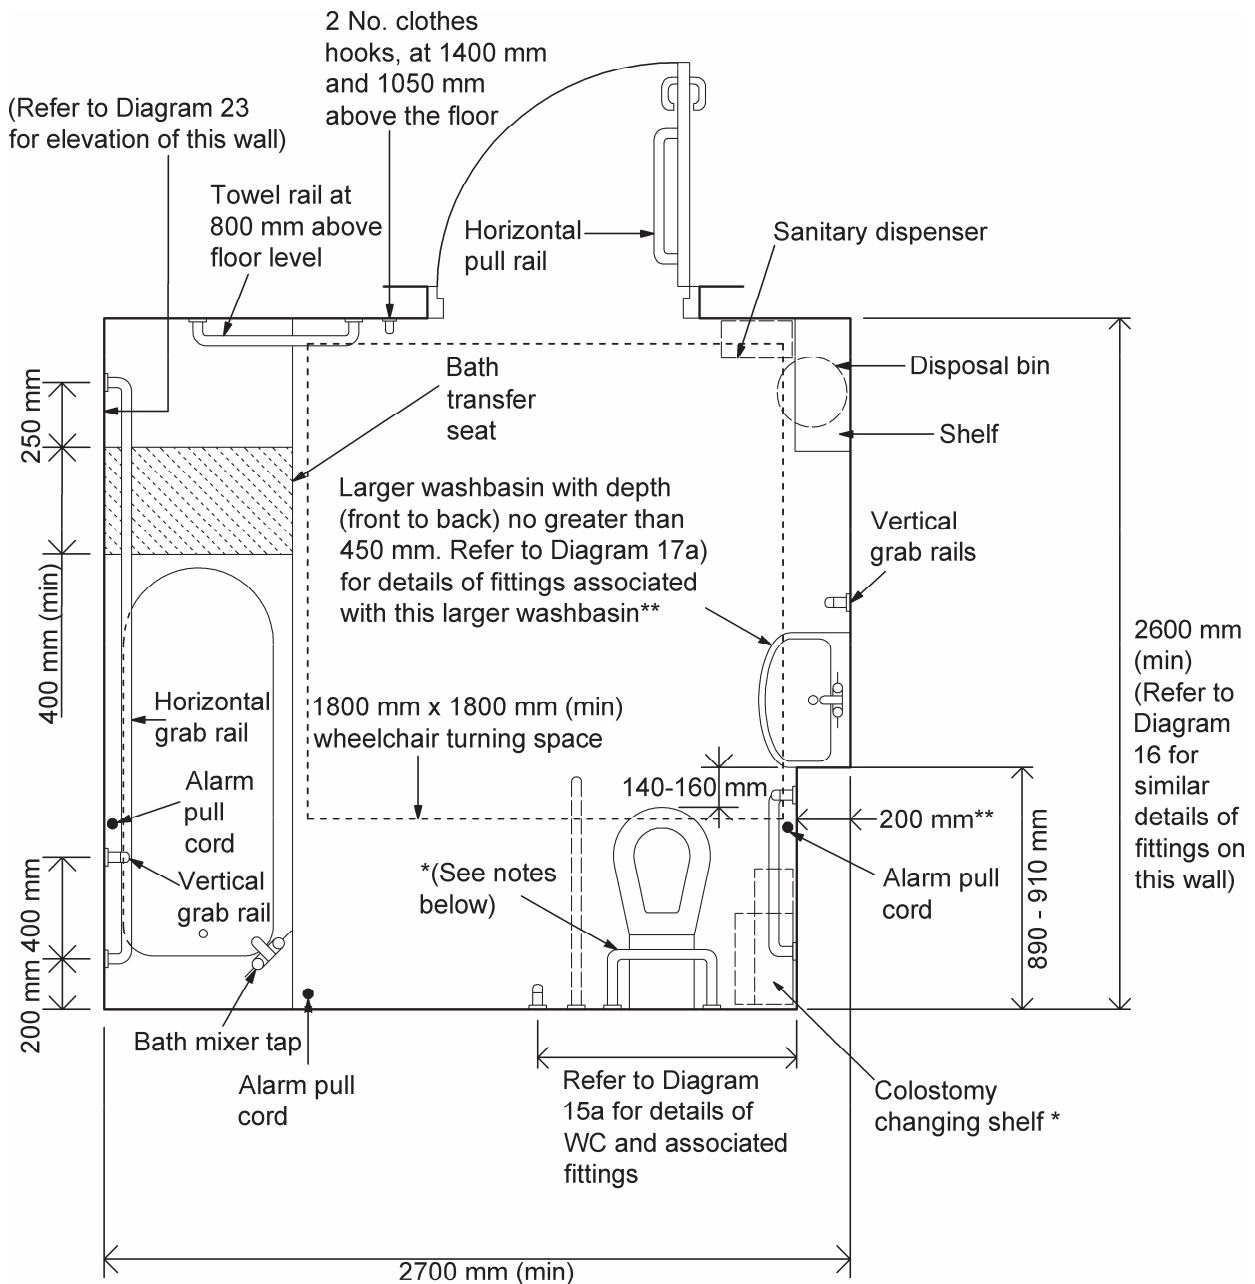 2 No. clothes
hooks, at 1400 mm
and 1050 mm
above the floor
(Refer to Diagram 23
for elevation of this wall)
Towel rail at
800 mm above
floor level
Horizontal
pull rail
Sanitary dispenser
Bath
transfer
seat
Disposal bin
Shelf
250 mm
400 mm (min)
Larger washbasin with depth
(front to back) no greater than
450 mm. Refer to Diagram 17a)
for details of fittings associated
with this larger washbasin**
Vertical
grab rails
2600 mm
(min)
(Refer to
Diagram
16 for
similar
details of
fittings on
this wall)
Horizontal
grab rail
1800 mm x 1800 mm (min)
wheelchair turning space
Alarm
pull
cord
140-160 mm
200 mm**
Vertical
grab rail
*(See notes
below)
Alarm pull
cord
890 - 910 mm
400 mm
200 mm
Bath mixer tap
Alarm pull
cord
Refer to Diagram
15a for details of
WC and associated
fittings
Colostomy
changing shelf *
2700 mm (min)